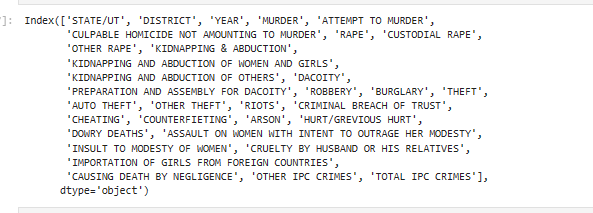 ]: Index(['STATE/UT', 'DISTRICT', 'YEAR', 'MURDER', 'ATTEMPT TO MURDER',
'CULPABLE HOMICIDE NOT AMOUNTING TO MURDER', 'RAPE', 'CUSTODIAL RAPE',
'OTHER RAPE', 'KIDNAPPING & ABDUCTION',
'KIDNAPPING AND ABDUCTION OF WOMEN AND GIRLS',
'KIDNAPPING AND ABDUCTION OF OTHERS', 'DACOITY',
'PREPARATION AND ASSEMBLY FOR DACOITY', 'ROBBERY', 'BURGLARY', 'THEFT',
'AUTO THEFT', 'OTHER THEFT', 'RIOTS', 'CRIMINAL BREACH OF TRUST',
'CHEATING', 'COUNTERFIETING', 'ARSON', 'HURT/GREVIOUS HURT',
'DOWRY DEATHS', 'ASSAULT ON WOMEN WITH INTENT TO OUTRAGE HER MODESTY',
'INSULT TO MODESTY OF WOMEN', 'CRUELTY BY HUSBAND OR HIS RELATIVES',
'IMPORTATION OF GIRLS FROM FOREIGN COUNTRIES',
'CAUSING DEATH BY NEGLIGENCE', 'OTHER IPC CRIMES', 'TOTAL IPC CRIMES'],
dtype='object')